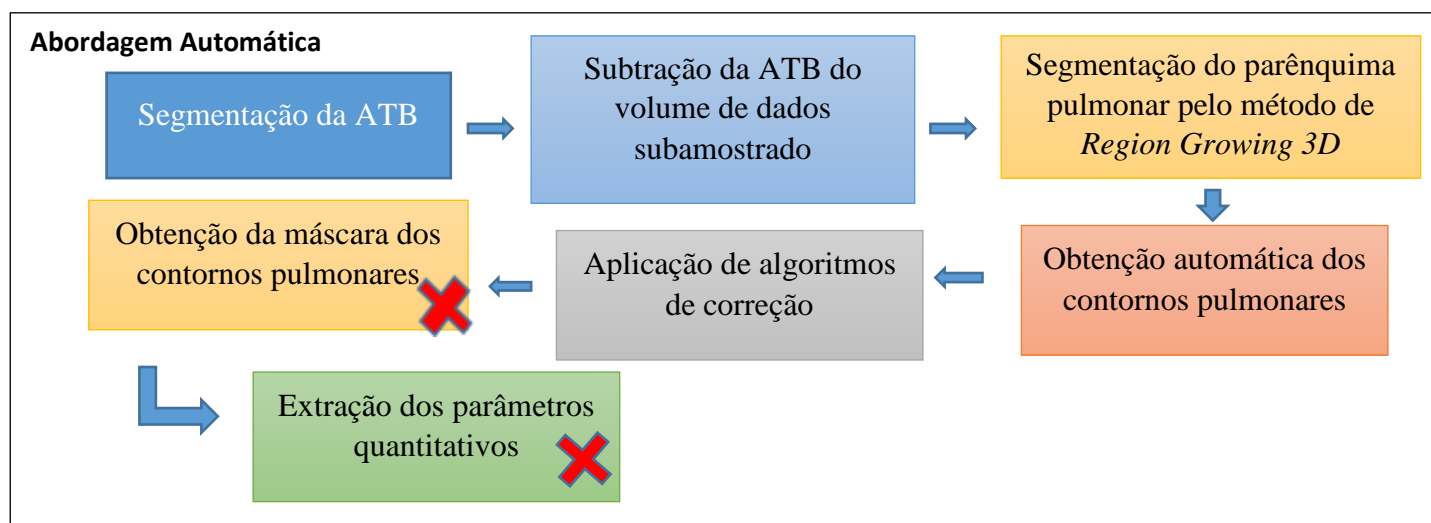 Abordagem Automática
Segmentação da ATB
Subtração da ATB do
volume de dados
subamostrado
Segmentação do parênquima
pulmonar pelo método de
Region Growing 3D
Obtenção automática dos
contornos pulmonares
Aplicação de algoritmos
de correção
Obtenção da máscara dos
contornos pulmonares
Extração dos parâmetros
quantitativos